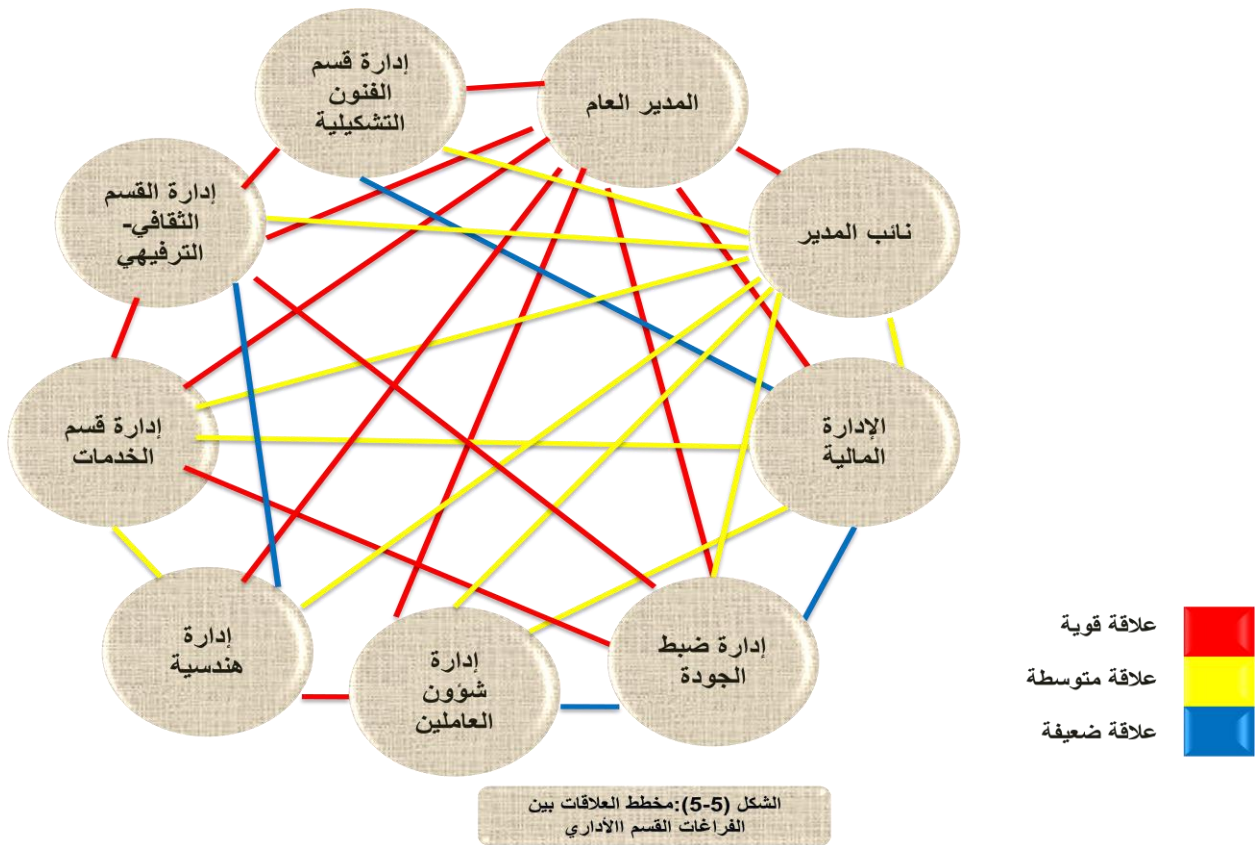 إدارة قسم
الفنون
التشكيلية
المدير العام
إدارة القسم
الثقافي-
الترفيهي
نائب المدير
إدارة قسم
الخدمات
الإدارة
المالية
إدارة
هندسية
إدارة
شؤون
العاملين
إدارة ضبط
الجودة
علاقة قوية
علاقة متوسطة
علاقة ضعيفة
الشكل (5-5):مخطط العلاقات بين
الفراغات القسم االأداري